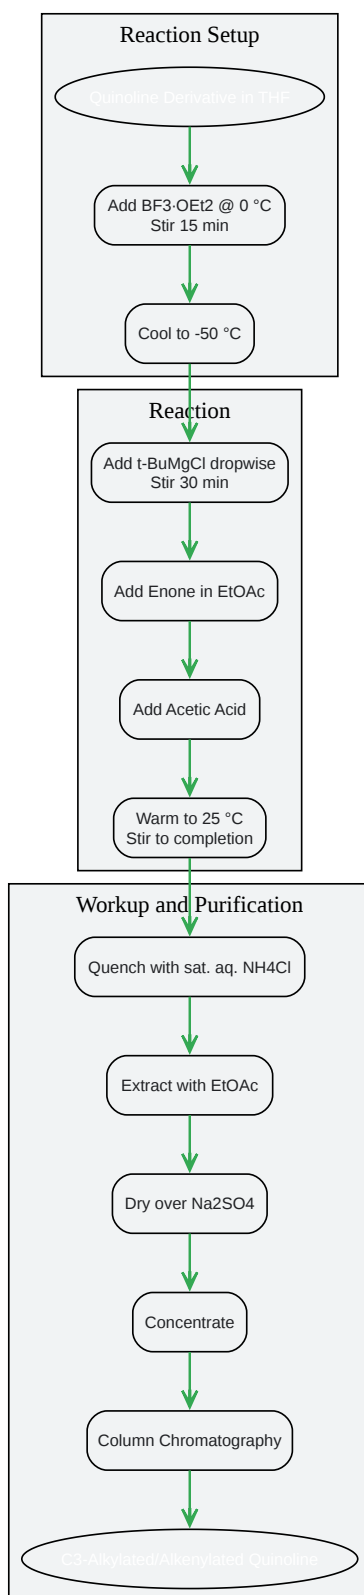 Reaction Setup
Quinoline Derivative in THF
Add BF3·OEt2 @ 0 °C
Stir 15 min
Cool to -50 °C
Reaction
Add t-BuMgCl dropwise
Stir 30 min
Add Enone in EtOAc
Add Acetic Acid
Warm to 25 °C
Stir to completion
Workup and Purification
Quench with sat. aq. NH4Cl
Extract with EtOAc
Dry over Na2SO4
Concentrate
Column Chromatography
C3-Alkylated/Alkenylated Quinoline